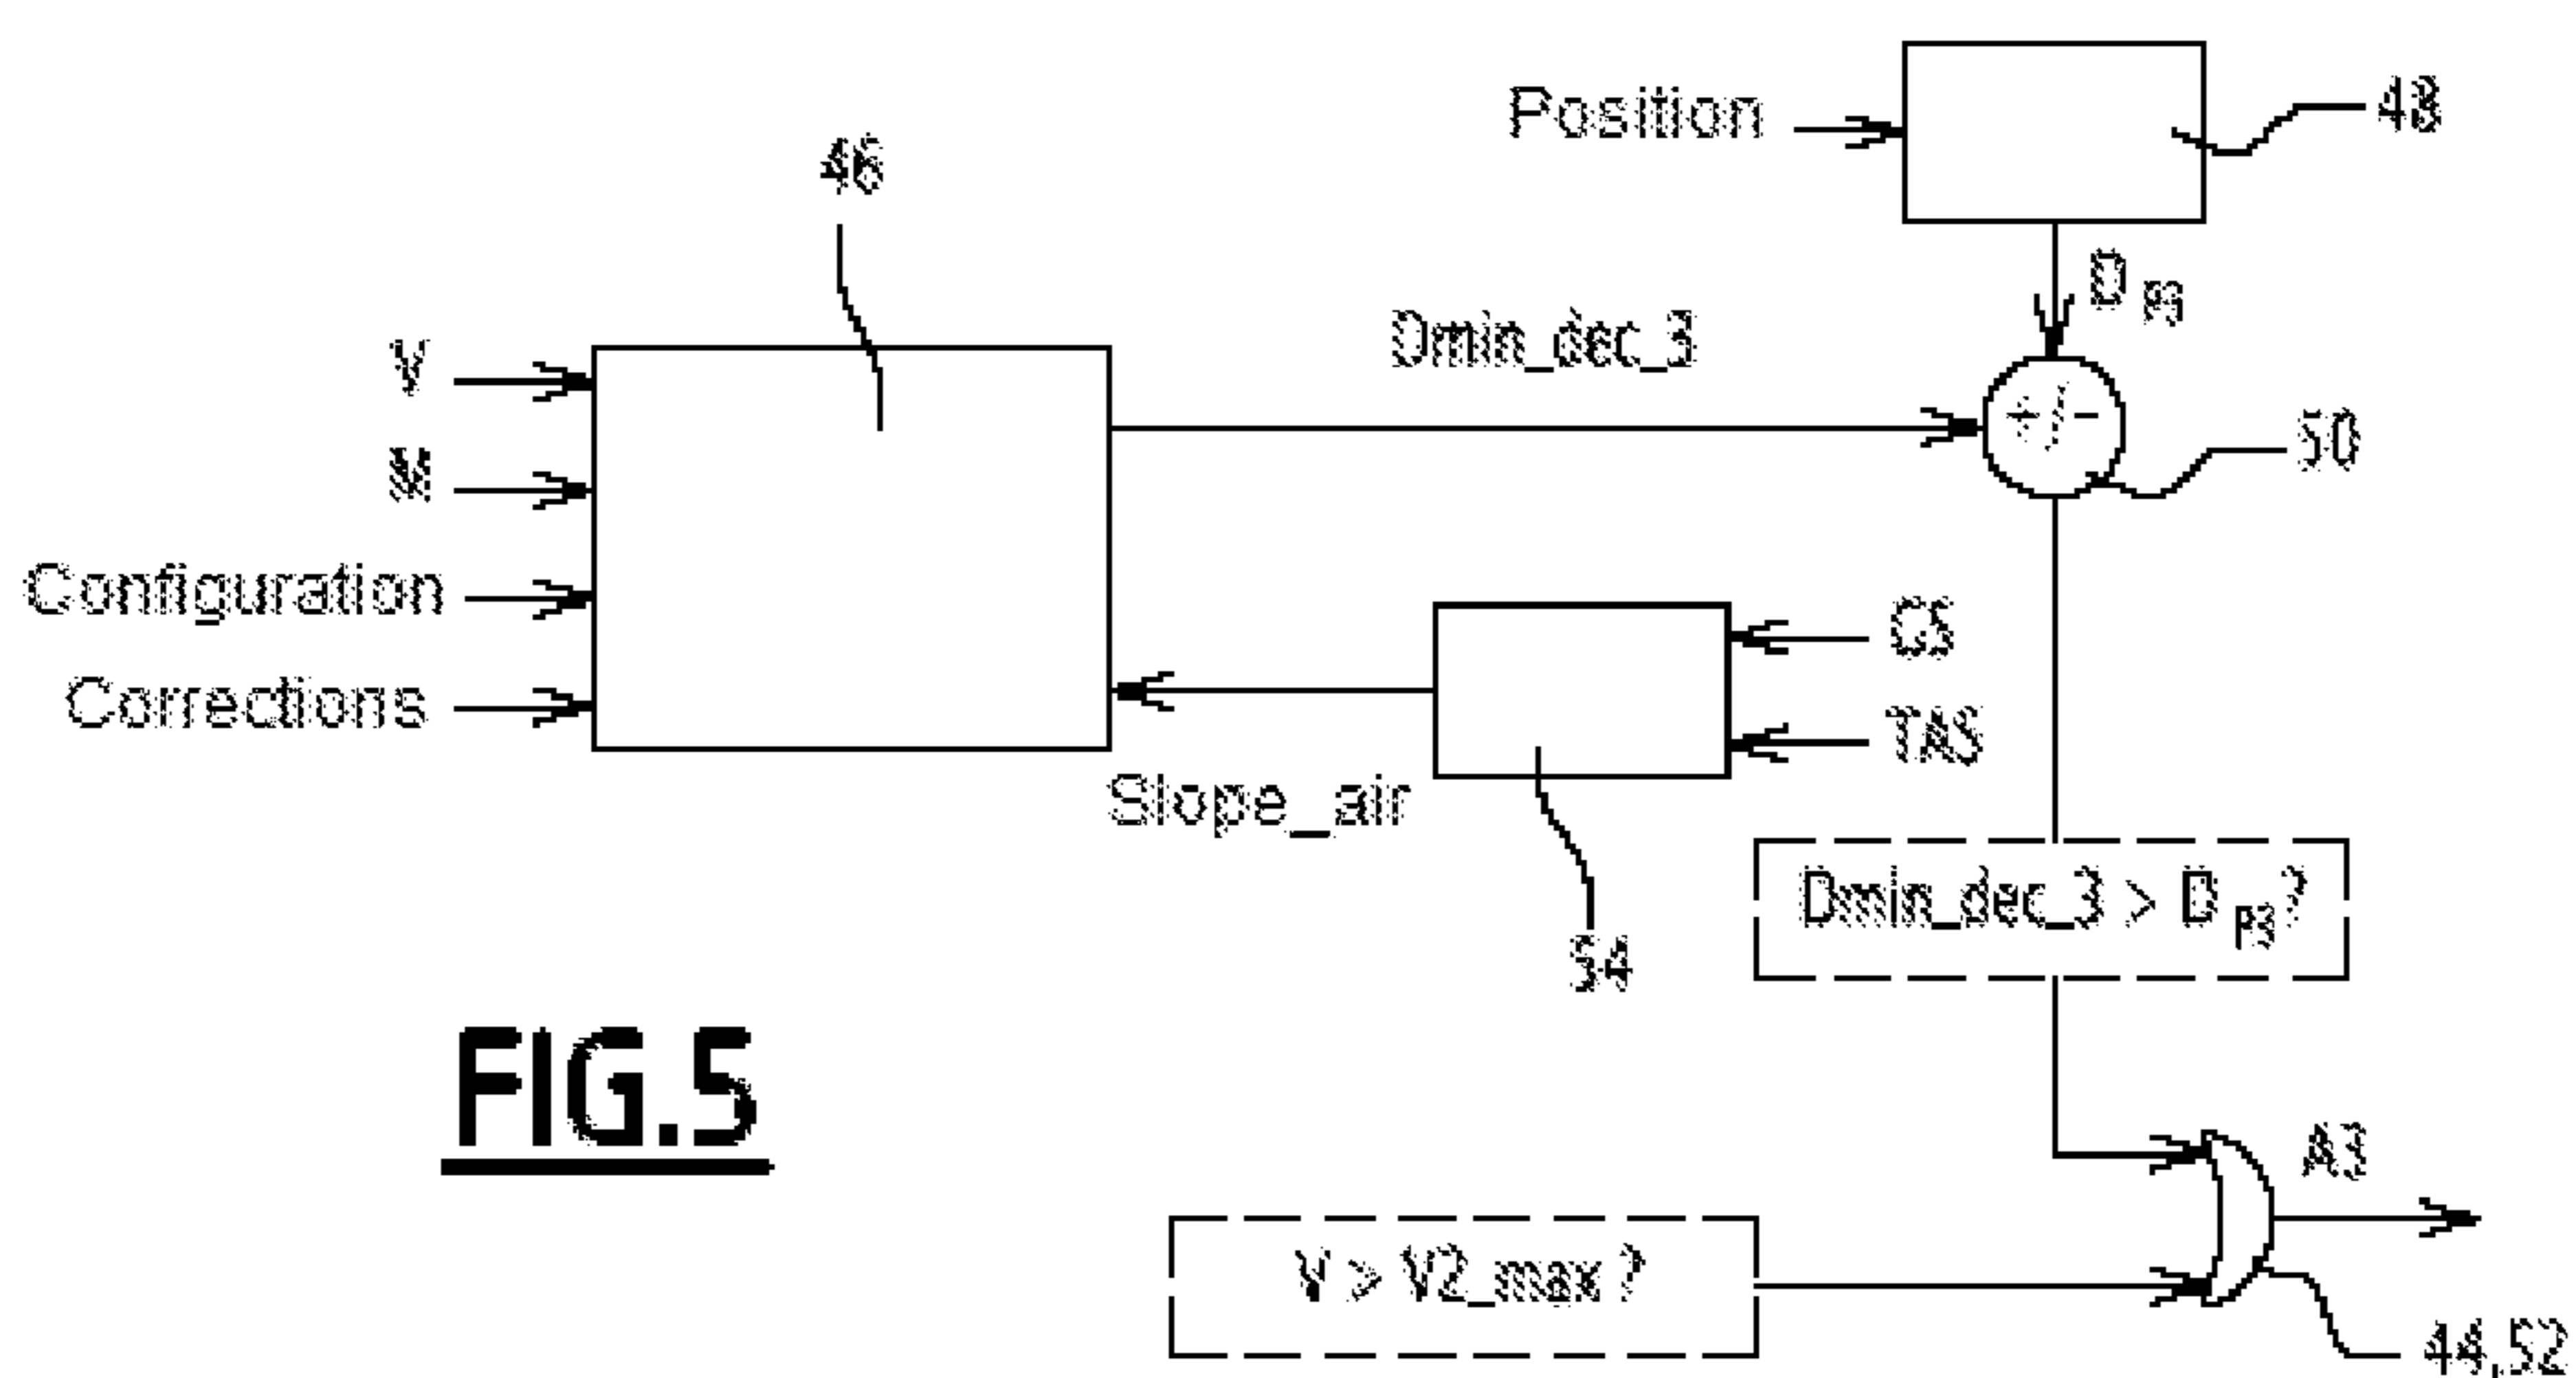 Position
48
46
D P3
Dmin_dec_3
V
+/-
50
M
Configuration
GS
Corrections
TAS
Slope_air
Dmin_dec_3 > D P3 ?
54
FIG.5
A3
V > V2_max ?
44,52